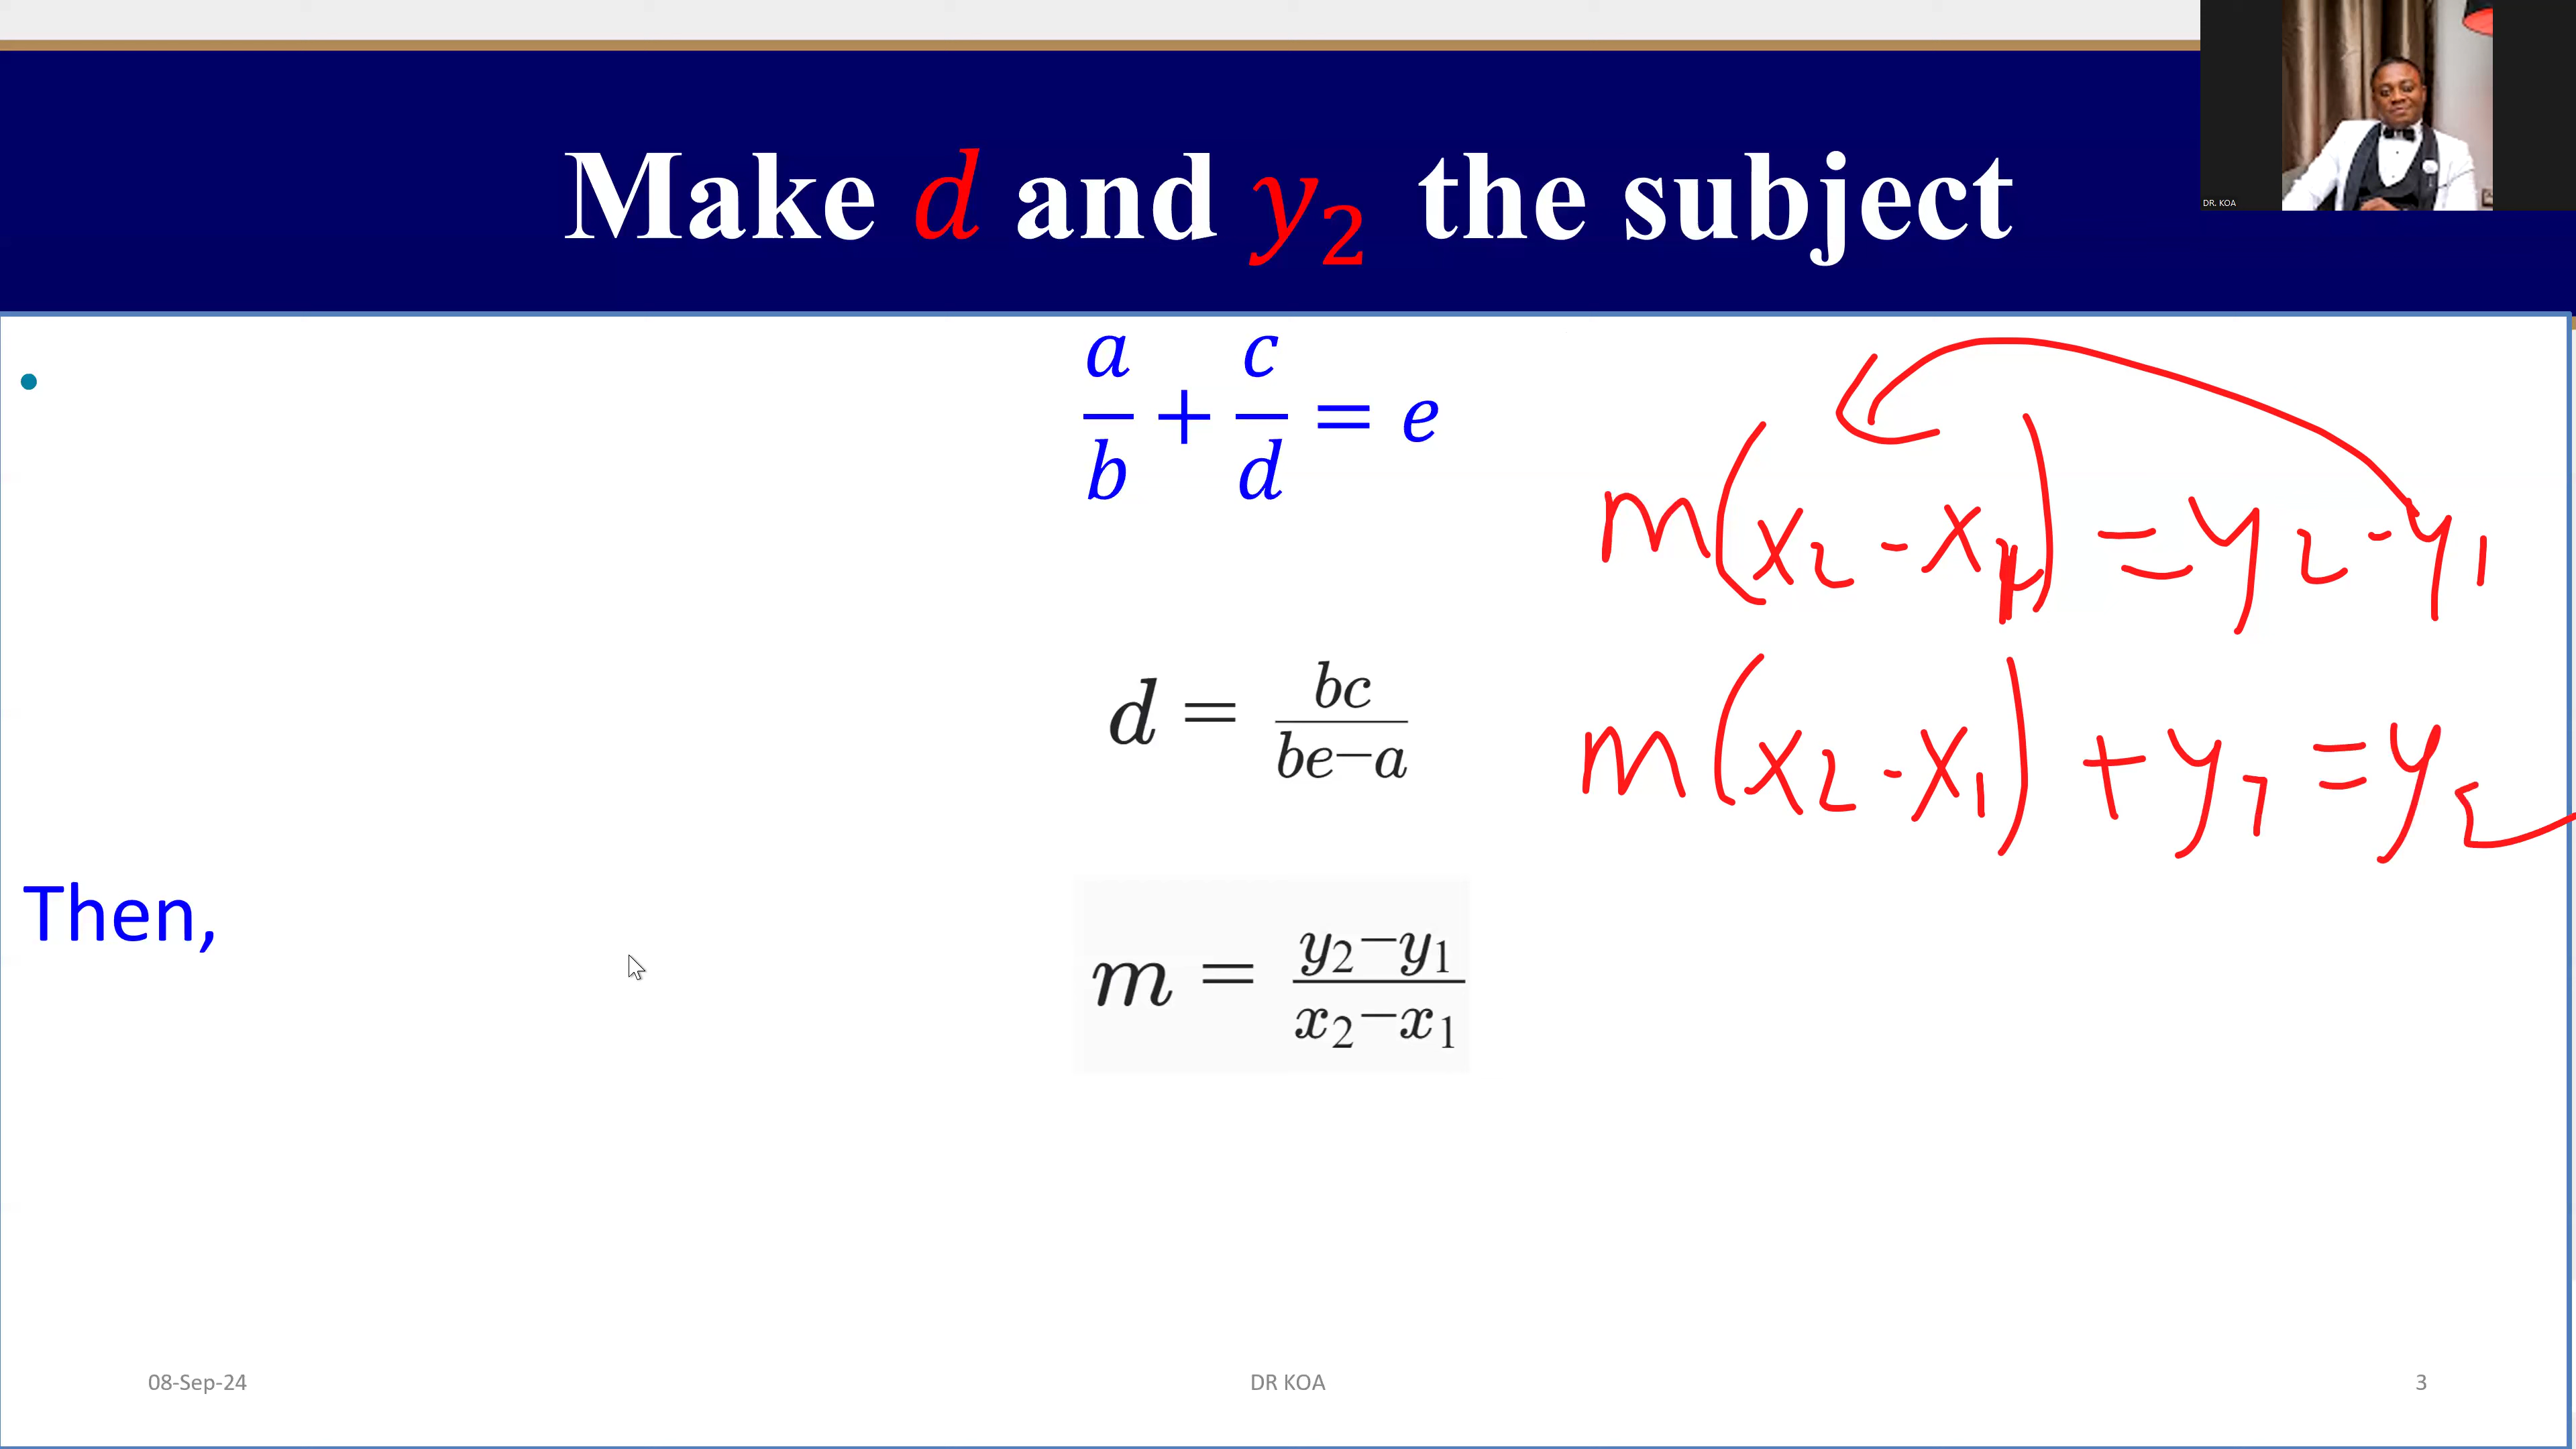 DR. KOA
Make d and y₂ the subject
a/b + c/d = e
m(x₂ - x₁) = y₂ - y₁
d = bc/(be−a)
m(x₂ - x₁) + y₁ = y₂
Then,
m = (y₂−y₁)/(x₂−x₁)
08-Sep-24
DR KOA
3